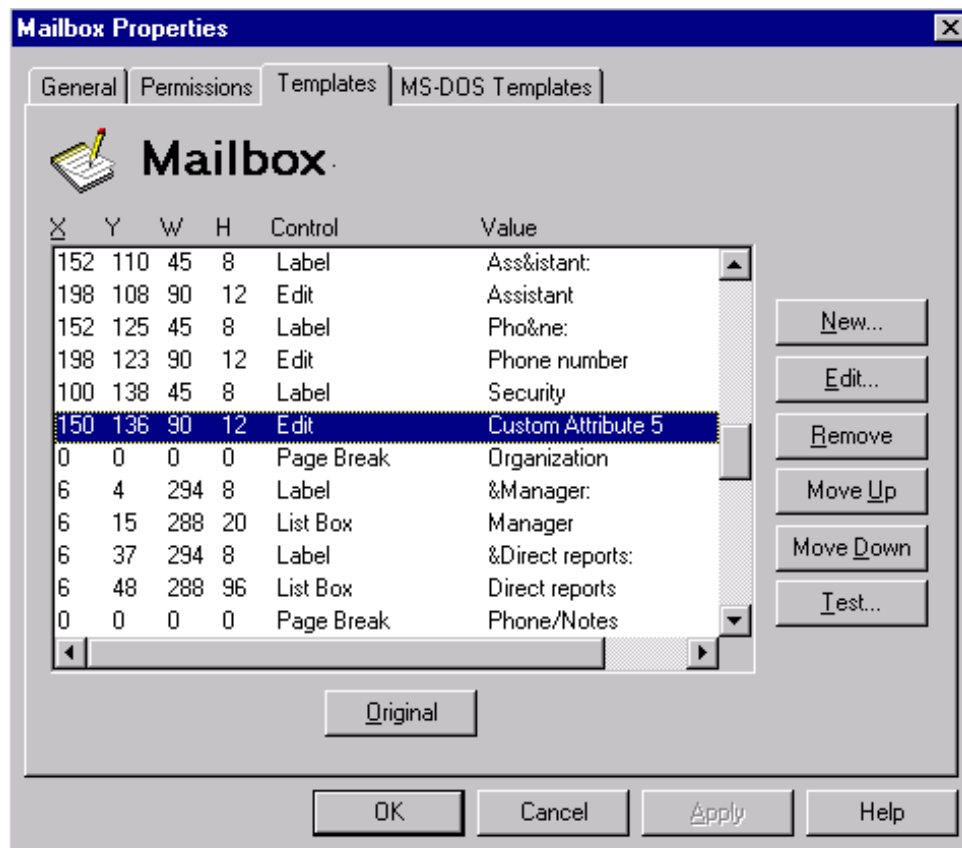 Mailbox Properties
General Permissions Templates MS-DOS Templates
Mailbox
X Y W H Control Value
152 110 45 8 Label Ass&istant:
198 108 90 12 Edit Assistant
152 125 45 8 Label Pho&ne:
198 123 90 12 Edit Phone number
100 138 45 8 Label Security
150 136 90 12 Edit Custom Attribute 5
0 0 0 0 Page Break Organization
6 4 294 8 Label &Manager:
6 15 288 20 List Box Manager
6 37 294 8 Label &Direct reports:
6 48 288 96 List Box Direct reports
0 0 0 0 Page Break Phone/Notes
New...
Edit...
Remove
Move Up
Move Down
Test...
Original
OK Cancel Apply Help